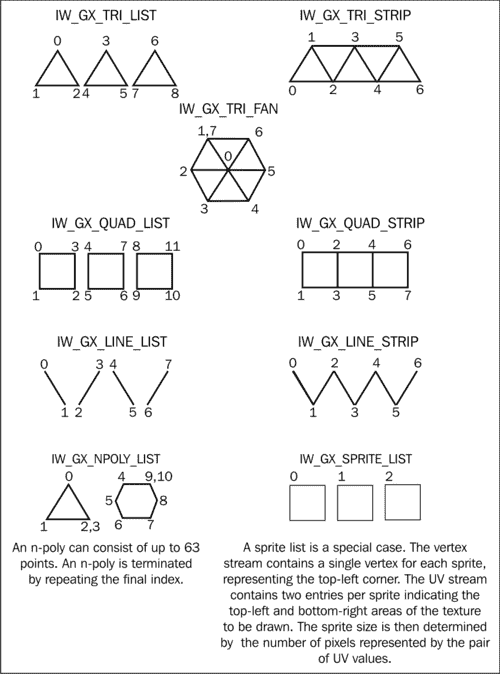 IW_GX_TRI_LIST
0 3 6
1 2 4 5 7 8
IW_GX_TRI_STRIP
1 3 5
0 2 4 6
IW_GX_TRI_FAN
1,7 6
0
2 5
3 4
IW_GX_QUAD_LIST
0 3 4 7 8 11
1 2 5 6 9 10
IW_GX_QUAD_STRIP
0 2 4 6
1 3 5 7
IW_GX_LINE_LIST
0 3 4 7
1 2 5 6
IW_GX_LINE_STRIP
0 2 4 6
1 3 5
IW_GX_NPOLY_LIST
0 4 9,10
5 8
1 2,3 6 7
An n-poly can consist of up to 63
points. An n-poly is terminated
by repeating the final index.
IW_GX_SPRITE_LIST
0 1 2
A sprite list is a special case. The vertex
stream contains a single vertex for each sprite,
representing the top-left corner. The UV stream
contains two entries per sprite indicating the
top-left and bottom-right areas of the texture
to be drawn. The sprite size is then determined
by the number of pixels represented by the pair
of UV values.